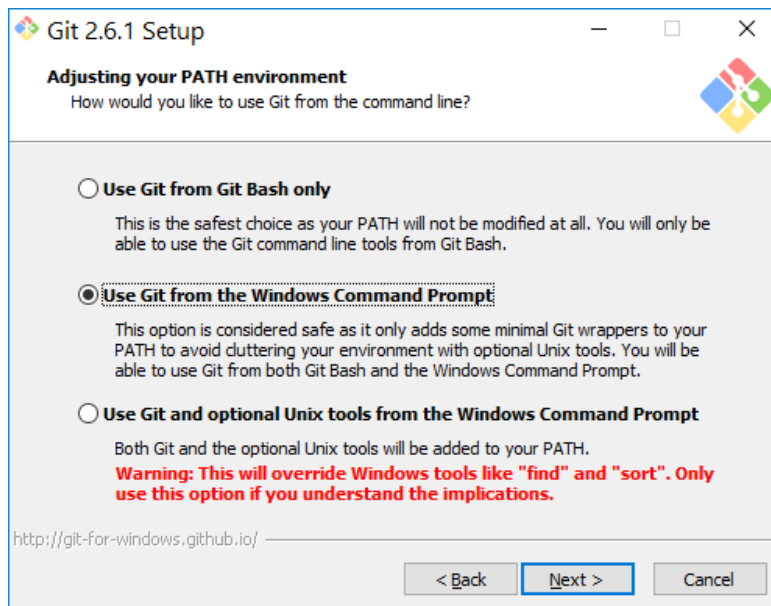 Git 2.6.1 Setup
Adjusting your PATH environment
How would you like to use Git from the command line?
Use Git from Git Bash only
This is the safest choice as your PATH will not be modified at all. You will only be
able to use the Git command line tools from Git Bash.
Use Git from the Windows Command Prompt
This option is considered safe as it only adds some minimal Git wrappers to your
PATH to avoid cluttering your environment with optional Unix tools. You will be
able to use Git from both Git Bash and the Windows Command Prompt.
Use Git and optional Unix tools from the Windows Command Prompt
Both Git and the optional Unix tools will be added to your PATH.
Warning: This will override Windows tools like "find" and "sort". Only
use this option if you understand the implications.
http://git-for-windows.github.io/
< Back Next > Cancel